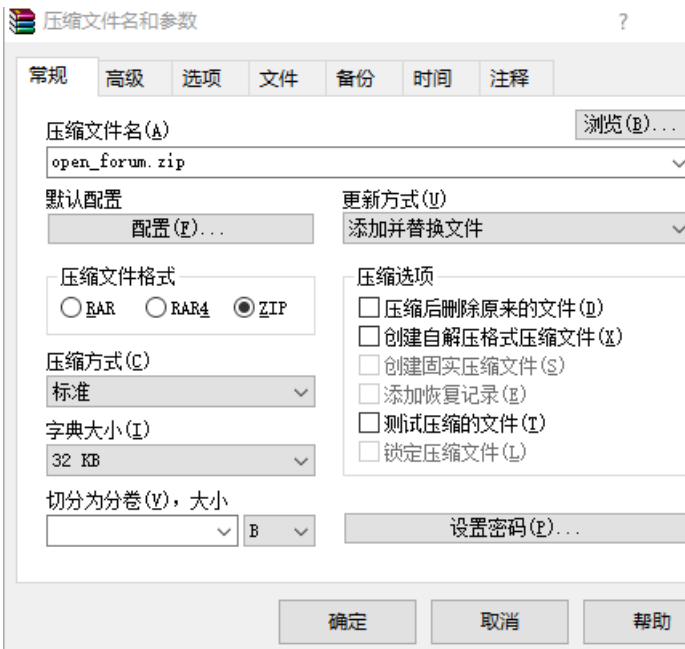 压缩文件名和参数 ?
常规 高级 选项 文件 备份 时间 注释
压缩文件名(A) 浏览(B)...
open_forum.zip
默认配置 更新方式(U)
配置(F)... 添加并替换文件
压缩文件格式 压缩选项
RAR RAR4 ZIP 压缩后删除原来的文件(D)
创建自解压格式压缩文件(X)
压缩方式(C) 创建固实压缩文件(S)
标准 添加恢复记录(E)
字典大小(I) 测试压缩的文件(T)
32 KB 锁定压缩文件(L)
切分为分卷(V)，大小
B 设置密码(P)...
确定 取消 帮助